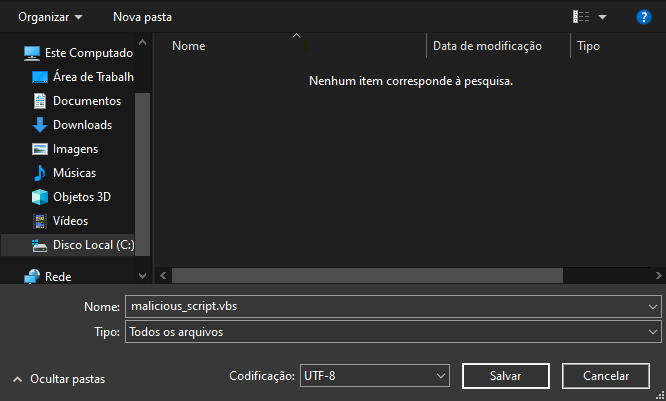 Organizar Nova pasta
Nome Data de modificação Tipo
Nenhum item corresponde à pesquisa.
Este Computado
Área de Trabalh
Documentos
Downloads
Imagens
Músicas
Objetos 3D
Vídeos
Disco Local (C:)
Rede
Nome: malicious_script.vbs
Tipo: Todos os arquivos
Ocultar pastas Codificação: UTF-8 Salvar Cancelar